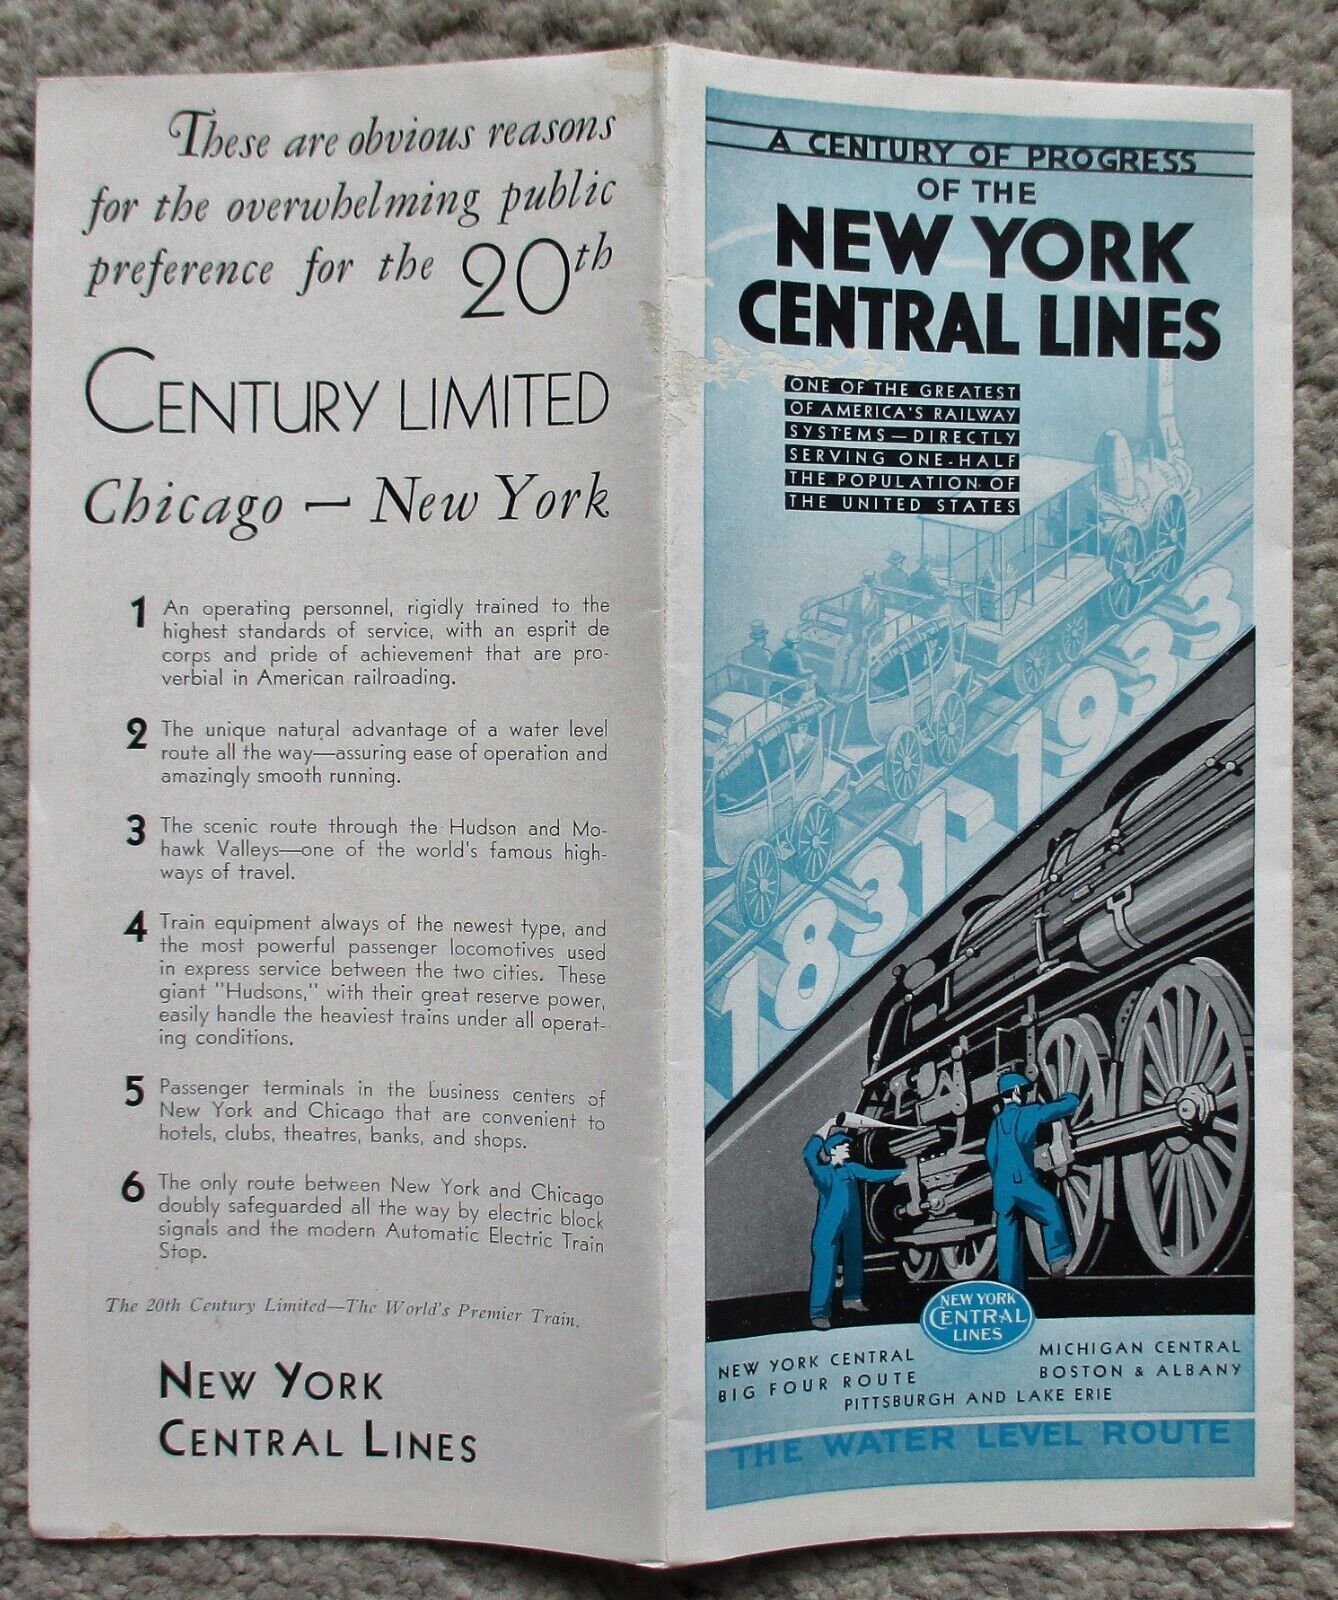 These are obvious reasons
for the overwhelming public
preference for the 20th
CENTURY LIMITED
Chicago — New York
1 An operating personnel, rigidly trained to the
highest standards of service, with an esprit de
corps and pride of achievement that are pro-
verbial in American railroading.
2 The unique natural advantage of a water level
route all the way—assuring ease of operation and
amazingly smooth running.
3 The scenic route through the Hudson and Mo-
hawk Valleys—one of the world's famous high-
ways of travel.
4 Train equipment always of the newest type, and
the most powerful passenger locomotives used
in express service between the two cities. These
giant "Hudsons," with their great reserve power,
easily handle the heaviest trains under all operat-
ing conditions.
5 Passenger terminals in the business centers of
New York and Chicago that are convenient to
hotels, clubs, theatres, banks, and shops.
6 The only route between New York and Chicago
doubly safeguarded all the way by electric block
signals and the modern Automatic Electric Train
Stop.
The 20th Century Limited—The World's Premier Train.
NEW YORK
CENTRAL LINES
A CENTURY OF PROGRESS
OF THE
NEW YORK
CENTRAL LINES
ONE OF THE GREATEST
OF AMERICA'S RAILWAY
SYSTEMS—DIRECTLY
SERVING ONE-HALF
THE POPULATION OF
THE UNITED STATES
1831-1933
NEW YORK
CENTRAL
LINES
NEW YORK CENTRAL
BIG FOUR ROUTE
MICHIGAN CENTRAL
BOSTON & ALBANY
PITTSBURGH AND LAKE ERIE
THE WATER LEVEL ROUTE